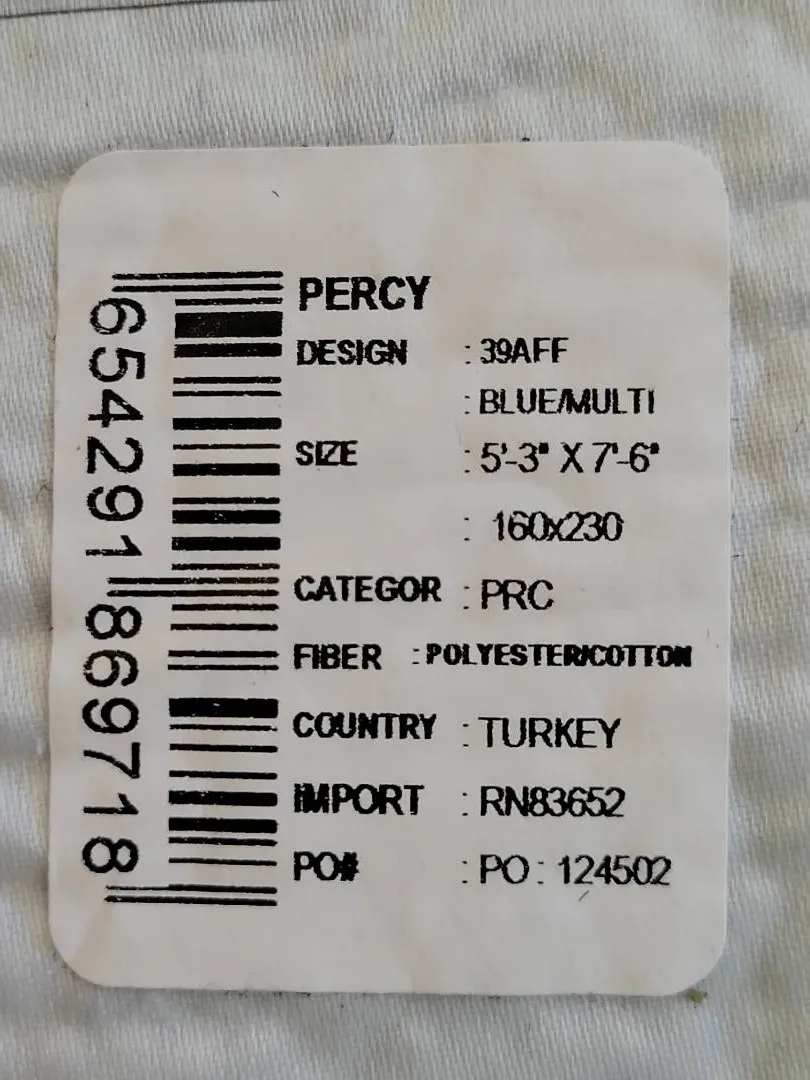 PERCY
DESIGN : 39AFF
: BLUE/MULTI
SIZE : 5'-3" X 7'-6"
: 160x230
CATEGOR : PRC
FIBER : POLYESTER/COTTON
COUNTRY : TURKEY
IMPORT : RN83652
PO# : PO : 124502
654291869718